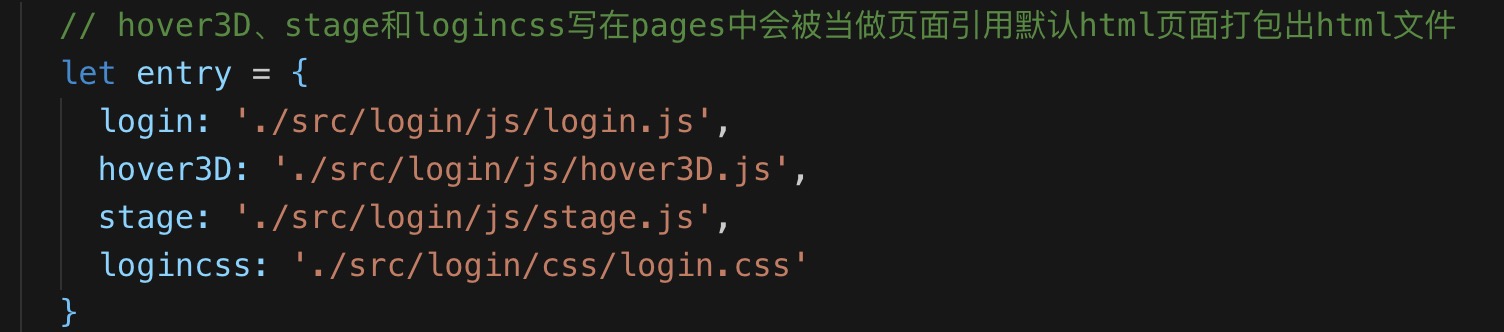 // hover3D、stage和logincss写在pages中会被当做页面引用默认html页面打包出html文件
let entry = {
login: './src/login/js/login.js',
hover3D: './src/login/js/hover3D.js',
stage: './src/login/js/stage.js',
logincss: './src/login/css/login.css'
}